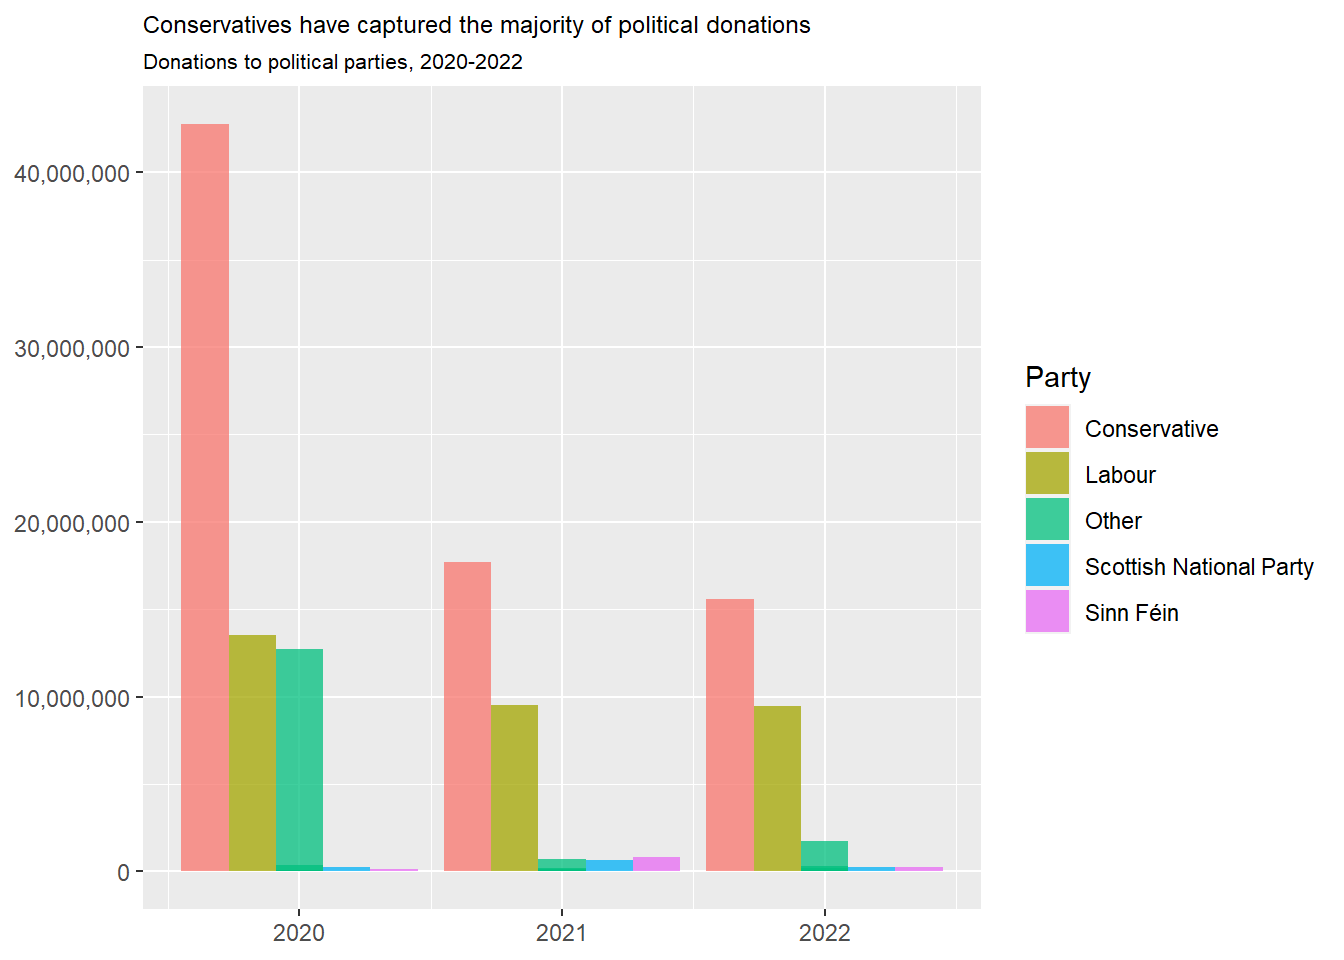 Conservatives have captured the majority of political donations
Donations to political parties, 2020-2022
40,000,000
30,000,000
20,000,000
10,000,000
0
2020
2021
2022
Party
Conservative
Labour
Other
Scottish National Party
Sinn Féin